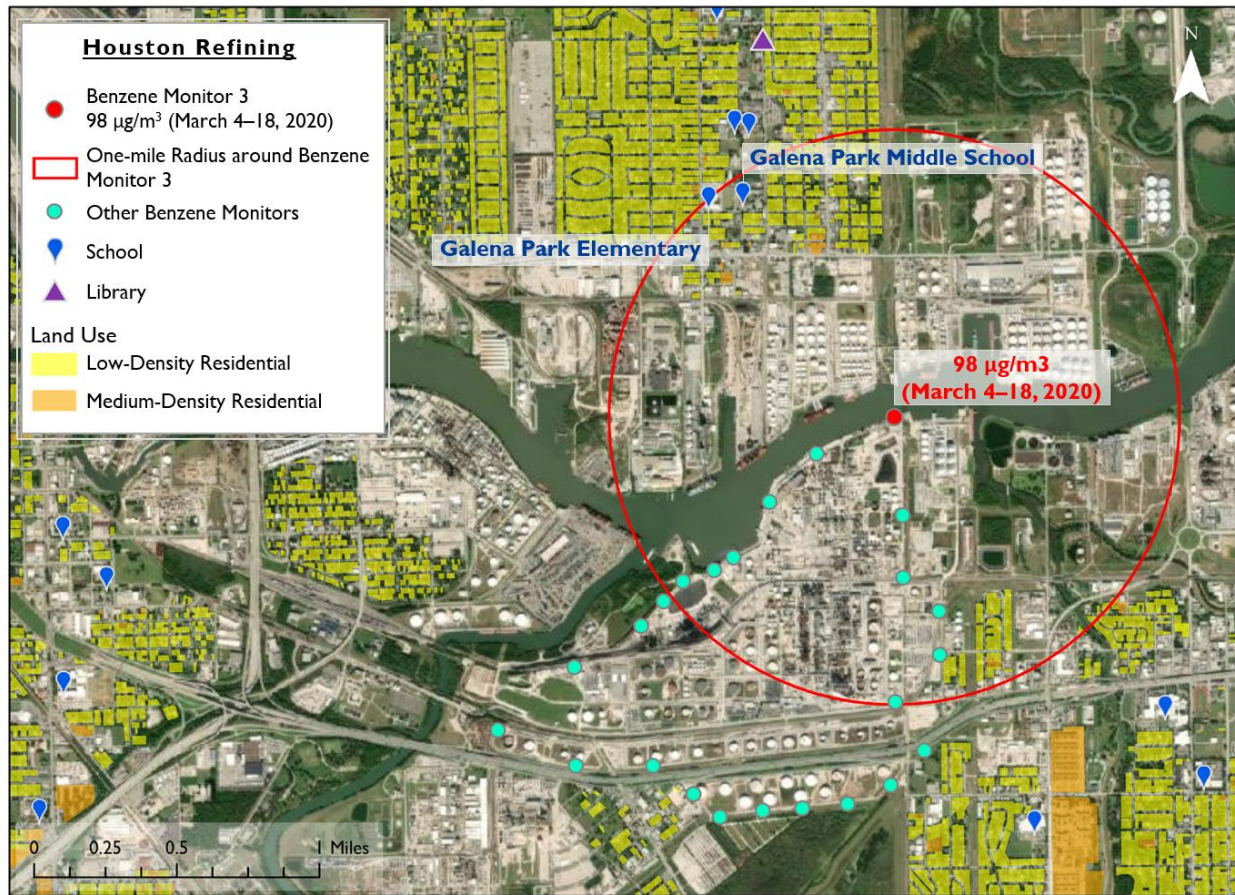 Houston Refining
Benzene Monitor 3
98 µg/m³ (March 4–18, 2020)
One-mile Radius around Benzene
Monitor 3
Other Benzene Monitors
School
Library
Land Use
Low-Density Residential
Medium-Density Residential
N
Galena Park Middle School
Galena Park Elementary
98 µg/m3
(March 4–18, 2020)
0 0.25 0.5 1 Miles